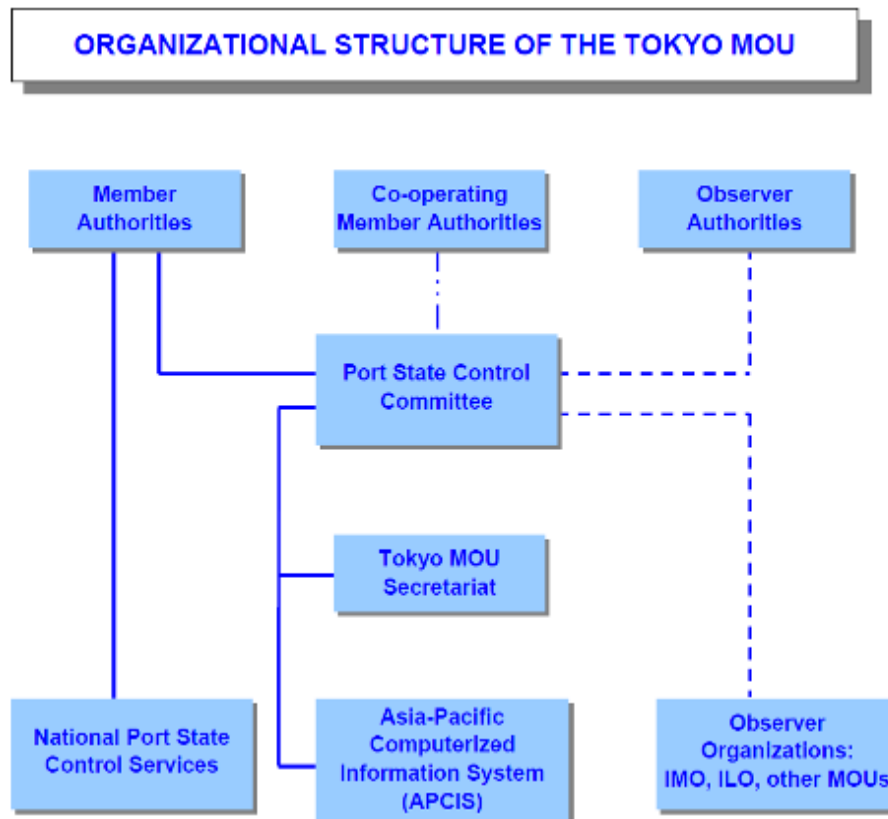 ORGANIZATIONAL STRUCTURE OF THE TOKYO MOU
Member
Authorities
Co-operating
Member Authorities
Observer
Authorities
Port State Control
Committee
Tokyo MOU
Secretariat
National Port State
Control Services
Asia-Pacific
Computerized
Information System
(APCIS)
Observer
Organizations:
IMO, ILO, other MOUs